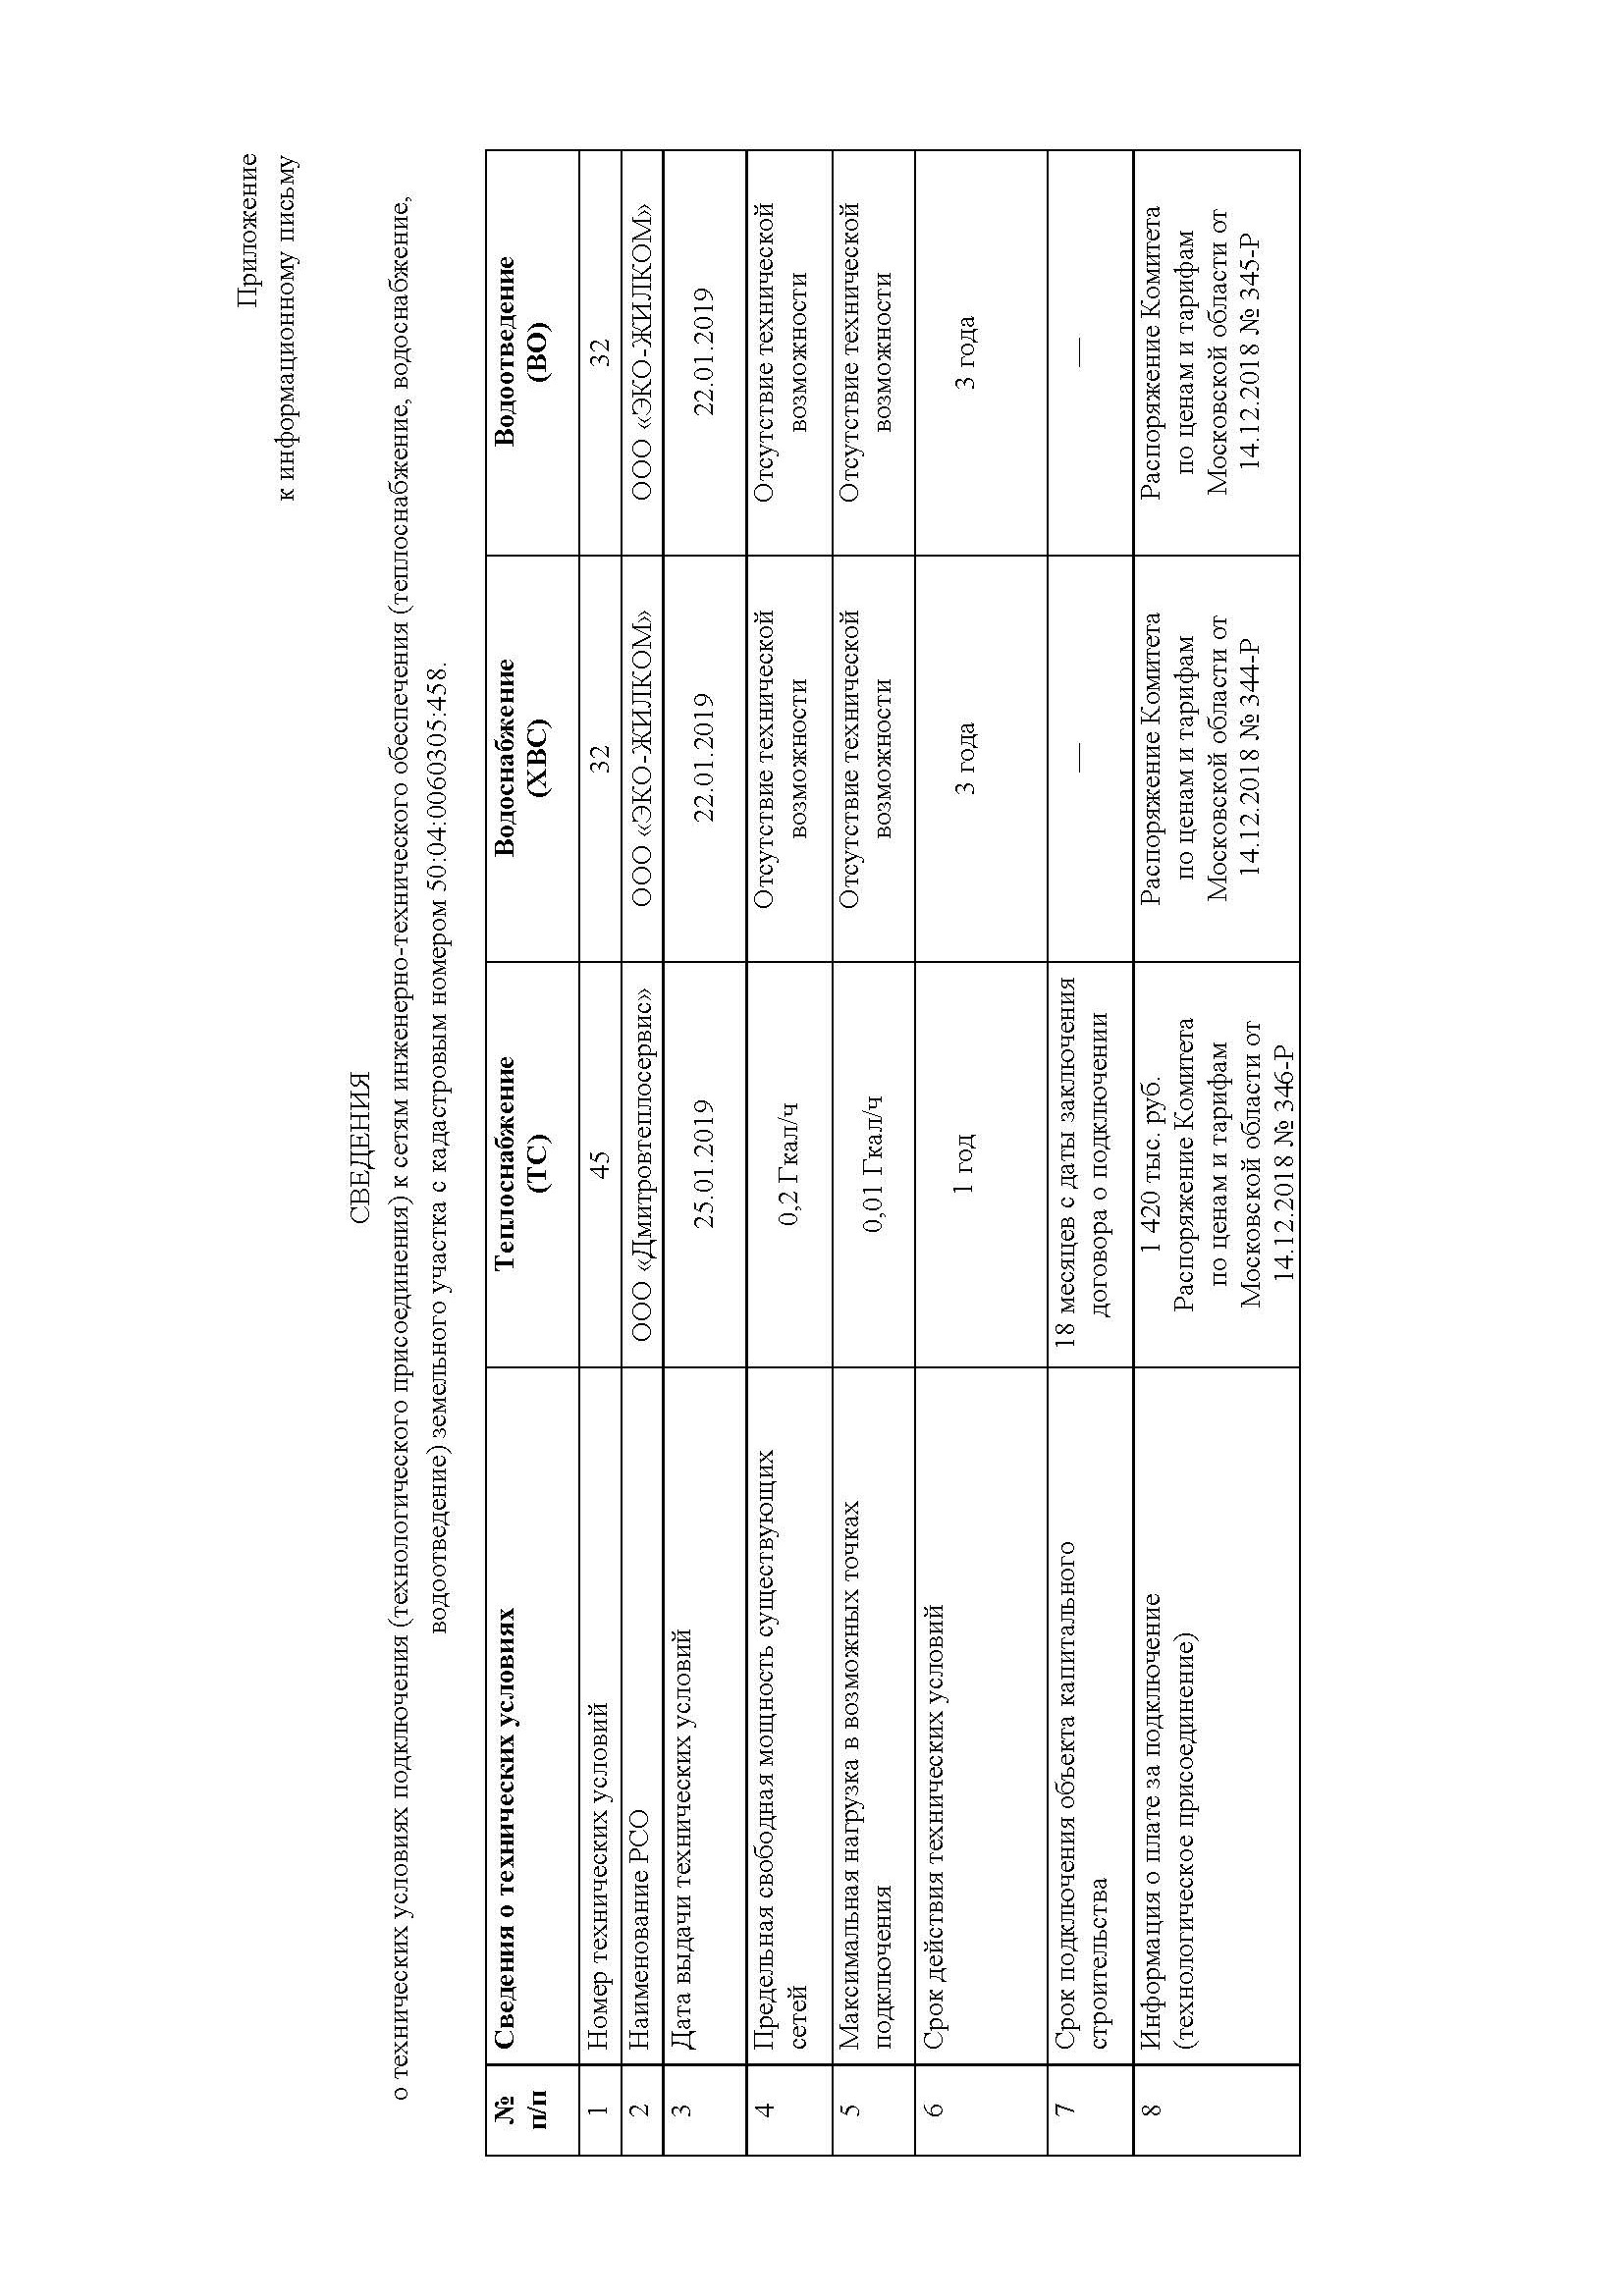 Приложение
к информационному письму
СВЕДЕНИЯ
о технических условиях подключения (технологического присоединения) к сетям инженерно-технического обеспечения (теплоснабжение, водоснабжение,
водоотведение) земельного участка с кадастровым номером 50:04:0060305:458.
№
п/п
Сведения о технических условиях
Теплоснабжение
(ТС)
Водоснабжение
(ХВС)
Водоотведение
(ВО)
1
Номер технических условий
45
32
32
2
Наименование РСО
ООО «Дмитровтеплосервис»
ООО «ЭКО-ЖИЛКОМ»
ООО «ЭКО-ЖИЛКОМ»
3
Дата выдачи технических условий
25.01.2019
22.01.2019
22.01.2019
4
Предельная свободная мощность существующих
сетей
0,2 Гкал/ч
Отсутствие технической
возможности
Отсутствие технической
возможности
5
Максимальная нагрузка в возможных точках
подключения
0,01 Гкал/ч
Отсутствие технической
возможности
Отсутствие технической
возможности
6
Срок действия технических условий
1 год
3 года
3 года
7
Срок подключения объекта капитального
строительства
18 месяцев с даты заключения
договора о подключении
—
—
8
Информация о плате за подключение
(технологическое присоединение)
1 420 тыс. руб.
Распоряжение Комитета
по ценам и тарифам
Московской области от
14.12.2018 № 346-Р
Распоряжение Комитета
по ценам и тарифам
Московской области от
14.12.2018 № 344-Р
Распоряжение Комитета
по ценам и тарифам
Московской области от
14.12.2018 № 345-Р